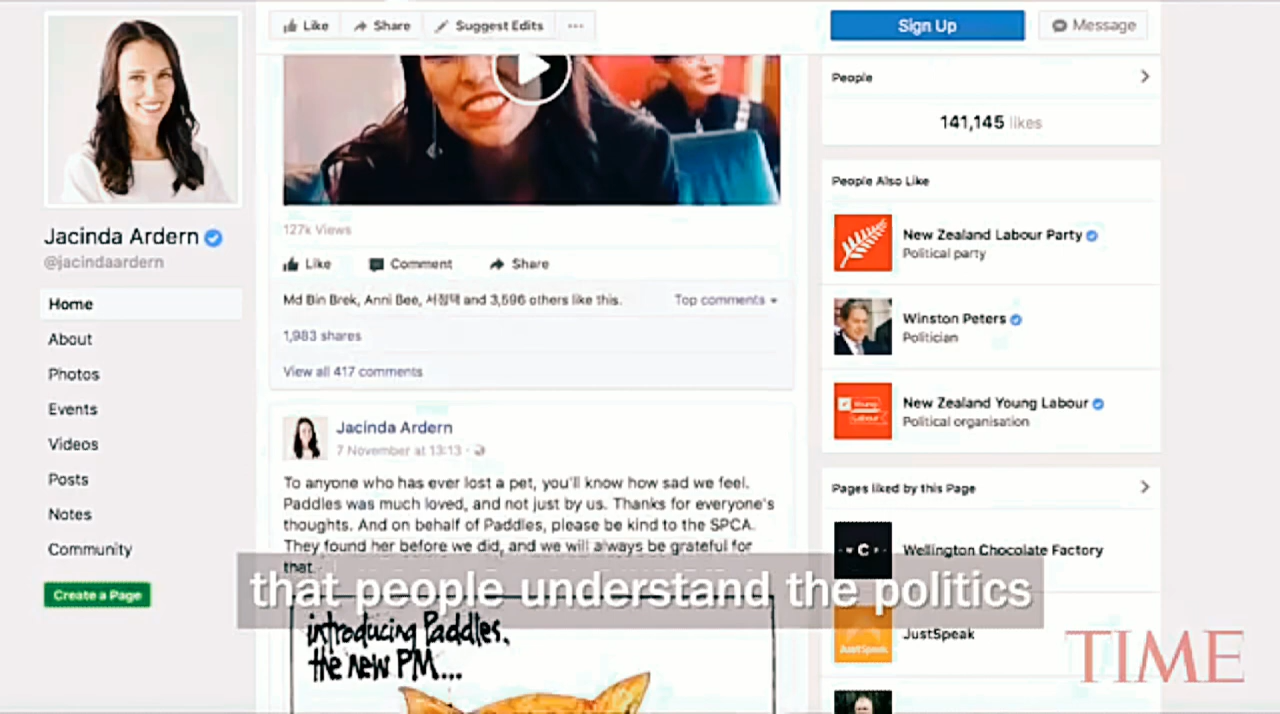 Like
Share
Suggest Edits
Sign Up
Message
Jacinda Ardern
@jacindaardern
Home
About
Photos
Events
Videos
Posts
Notes
Community
Create a Page
127k Views
Like
Comment
Share
Md Bin Brek, Anni Bee, 서정택 and 3,596 others like this.
Top comments
1,983 shares
View all 417 comments
Jacinda Ardern
7 November at 13:13
To anyone who has ever lost a pet, you'll know how sad we feel.
Paddles was much loved, and not just by us. Thanks for everyone's
thoughts. And on behalf of Paddles, please be kind to the SPCA.
They found her before we did, and we will always be grateful for
that.
introducing Paddles,
the new PM...
People
141,145 likes
People Also Like
New Zealand Labour Party
Political party
Winston Peters
Politician
Young
Labour
New Zealand Young Labour
Political organisation
Pages liked by this Page
Wellington Chocolate Factory
JustSpeak
JustSpeak
that people understand the politics
TIME